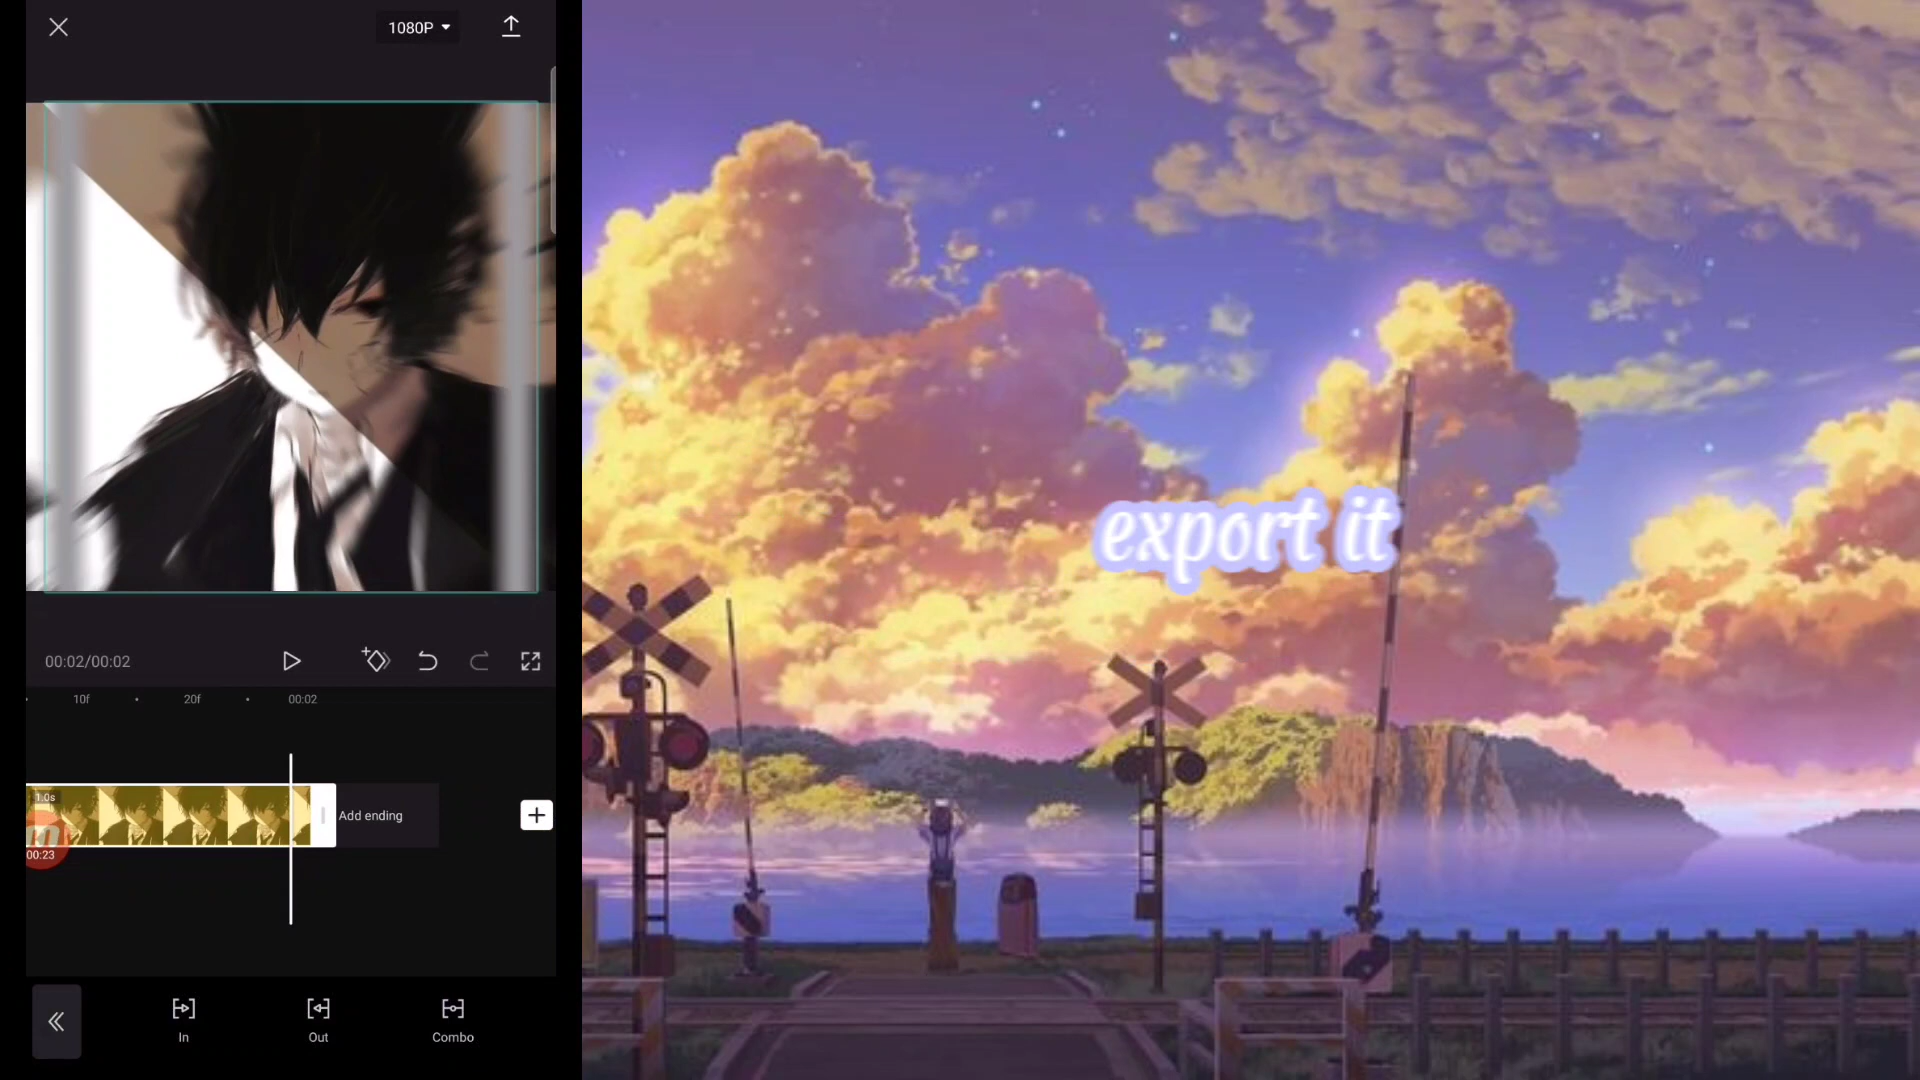 1080P
export it
00:02/00:02
10f
20f
00:02
1.0s
Add ending
m
00:23
In
Out
Combo